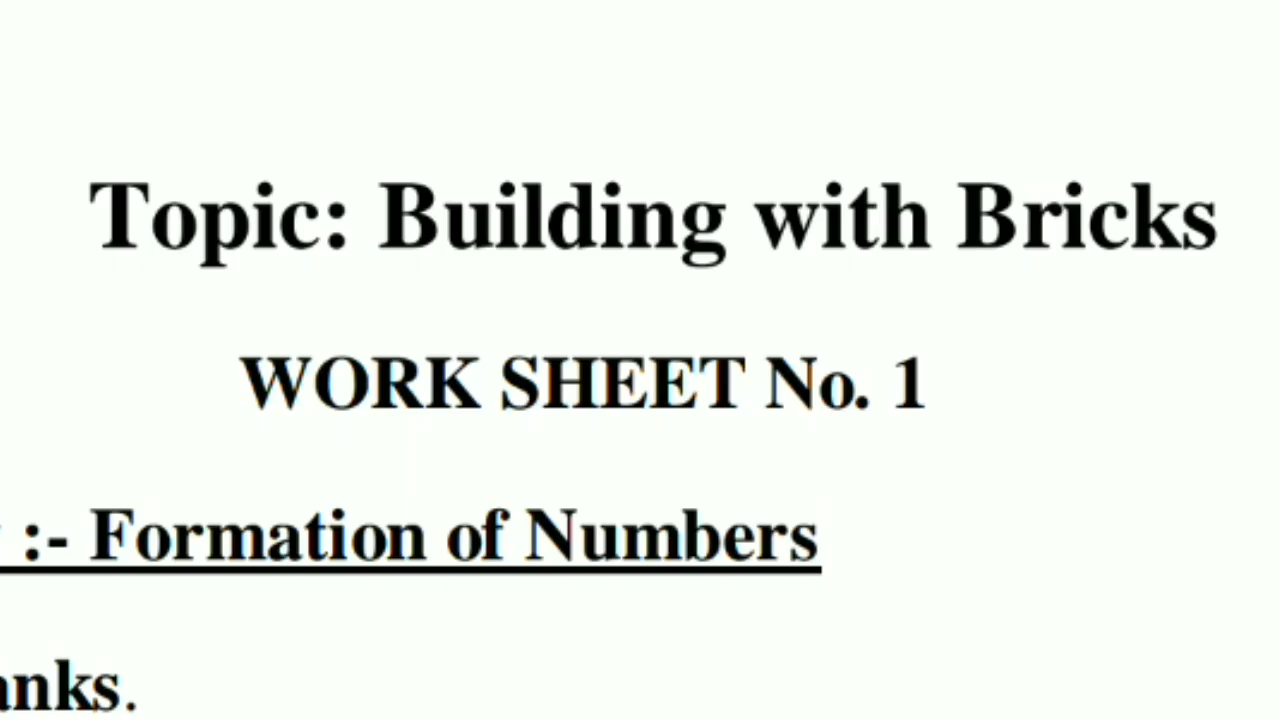 Topic: Building with Bricks
WORK SHEET No. 1
:- Formation of Numbers
anks.